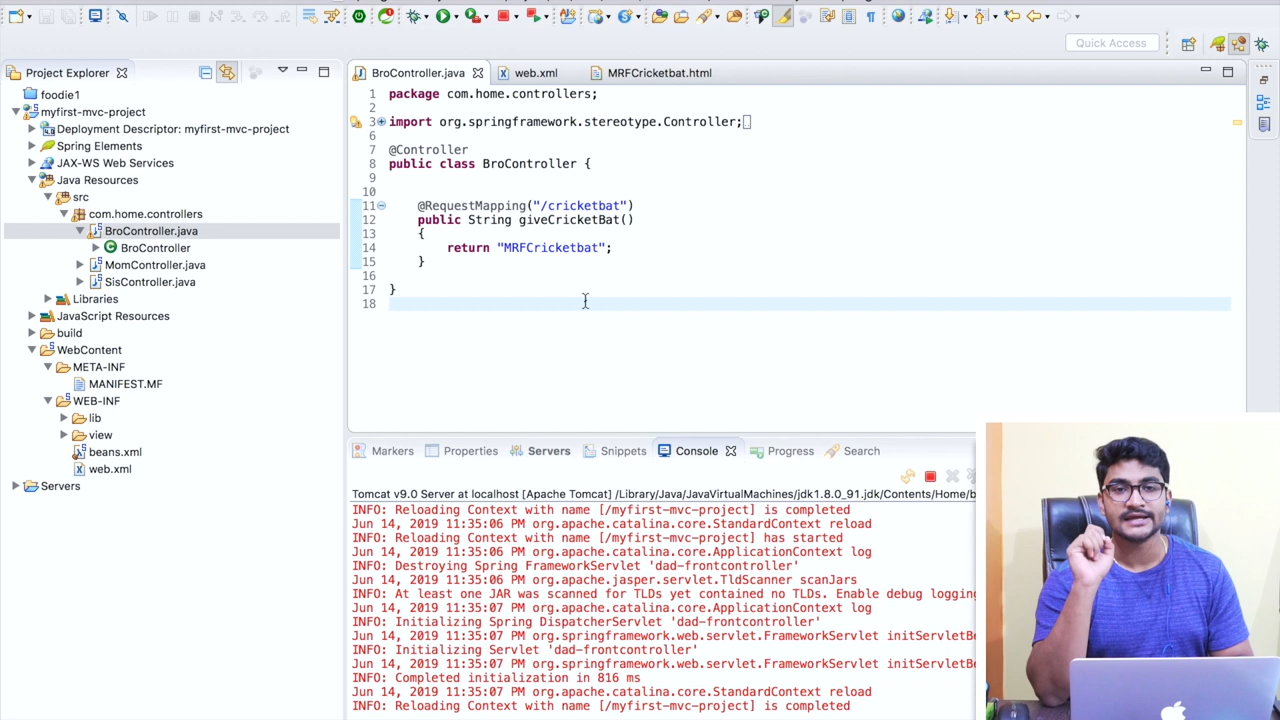 Quick Access
Project Explorer
foodie1
myfirst-mvc-project
Deployment Descriptor: myfirst-mvc-project
Spring Elements
JAX-WS Web Services
Java Resources
src
com.home.controllers
BroController.java
BroController
MomController.java
SisController.java
Libraries
JavaScript Resources
build
WebContent
META-INF
MANIFEST.MF
WEB-INF
lib
view
beans.xml
web.xml
Servers
BroController.java web.xml MRFCricketbat.html
1 package com.home.controllers;
2
3 import org.springframework.stereotype.Controller;
6
7 @Controller
8 public class BroController {
9
10
11 @RequestMapping("/cricketbat")
12 public String giveCricketBat()
13 {
14 return "MRFCricketbat";
15 }
16
17 }
18
Markers Properties Servers Snippets Console Progress Search
Tomcat v9.0 Server at localhost [Apache Tomcat] /Library/Java/JavaVirtualMachines/jdk1.8.0_91.jdk/Contents/Home/b
INFO: Reloading Context with name [/myfirst-mvc-project] is completed
Jun 14, 2019 11:35:06 PM org.apache.catalina.core.StandardContext reload
INFO: Reloading Context with name [/myfirst-mvc-project] has started
Jun 14, 2019 11:35:06 PM org.apache.catalina.core.ApplicationContext log
INFO: Destroying Spring FrameworkServlet 'dad-frontcontroller'
Jun 14, 2019 11:35:06 PM org.apache.jasper.servlet.TldScanner scanJars
INFO: At least one JAR was scanned for TLDs yet contained no TLDs. Enable debug logging
Jun 14, 2019 11:35:07 PM org.apache.catalina.core.ApplicationContext log
INFO: Initializing Spring DispatcherServlet 'dad-frontcontroller'
Jun 14, 2019 11:35:07 PM org.springframework.web.servlet.FrameworkServlet initServletBe
INFO: Initializing Servlet 'dad-frontcontroller'
Jun 14, 2019 11:35:07 PM org.springframework.web.servlet.FrameworkServlet initServletBe
INFO: Completed initialization in 816 ms
Jun 14, 2019 11:35:07 PM org.apache.catalina.core.StandardContext reload
INFO: Reloading Context with name [/myfirst-mvc-project] is completed